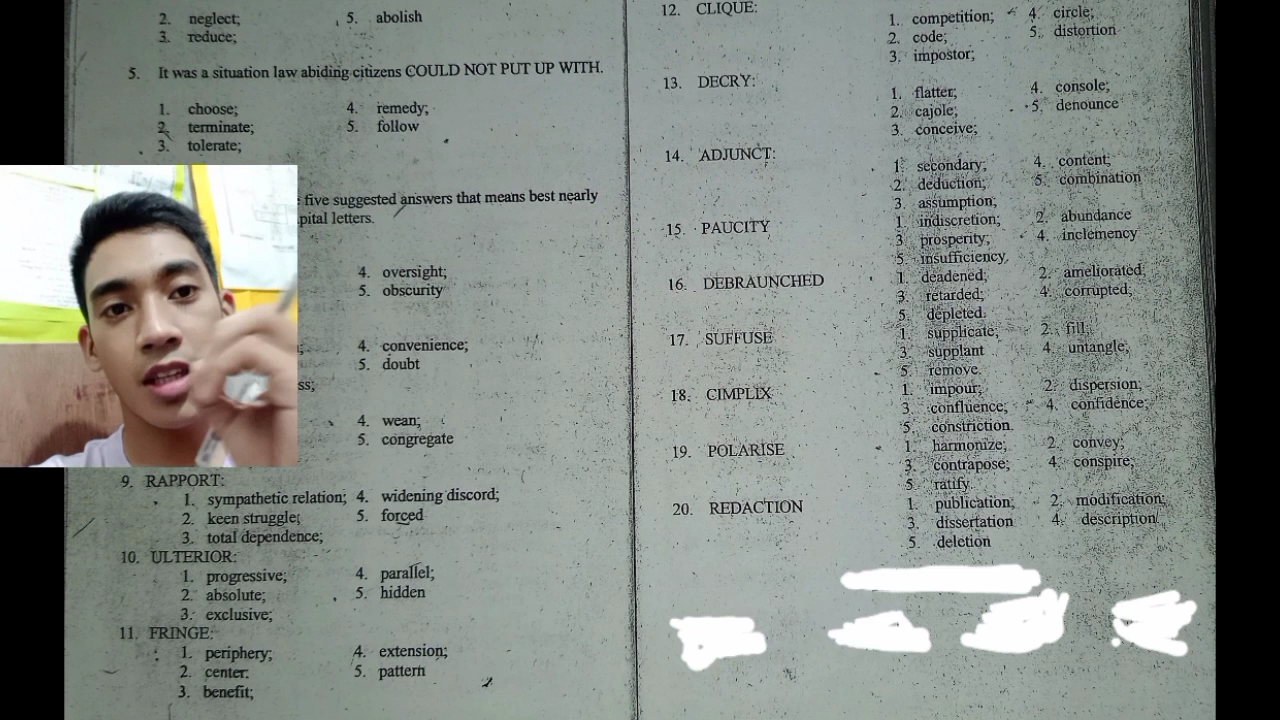 2. neglect; 5. abolish
3. reduce;
5. It was a situation law abiding citizens COULD NOT PUT UP WITH.
1. choose; 4. remedy;
2. terminate; 5. follow
3. tolerate;
five suggested answers that means best nearly
pital letters.
4. oversight;
5. obscurity
4. convenience;
5. doubt
ss;
4. wean;
5. congregate
9. RAPPORT:
1. sympathetic relation; 4. widening discord;
2. keen struggle; 5. forced
3. total dependence;
10. ULTERIOR:
1. progressive; 4. parallel;
2. absolute; 5. hidden
3. exclusive;
11. FRINGE:
1. periphery; 4. extension;
2. center; 5. pattern
3. benefit;
12. CLIQUE:
1. competition; 4. circle;
2. code; 5. distortion
3. impostor;
13. DECRY:
1. flatter; 4. console;
2. cajole; 5. denounce
3. conceive;
14. ADJUNCT:
1. secondary; 4. content;
2. deduction; 5. combination
3. assumption;
15. PAUCITY
1. indiscretion; 2. abundance
3. prosperity; 4. inclemency
5. insufficiency
16. DEBRAUNCHED
1. deadened; 2. ameliorated;
3. retarded; 4. corrupted;
5. depleted.
17. SUFFUSE
1. supplicate; 2. fill
3. supplant 4. untangle;
5. remove.
18. CIMPLIX
1. impour; 2. dispersion;
3. confluence; 4. confidence;
5. constriction.
19. POLARISE
1. harmonize; 2. convey;
3. contrapose; 4. conspire;
5. ratify
20. REDACTION
1. publication; 2. modification;
3. dissertation 4. description
5. deletion